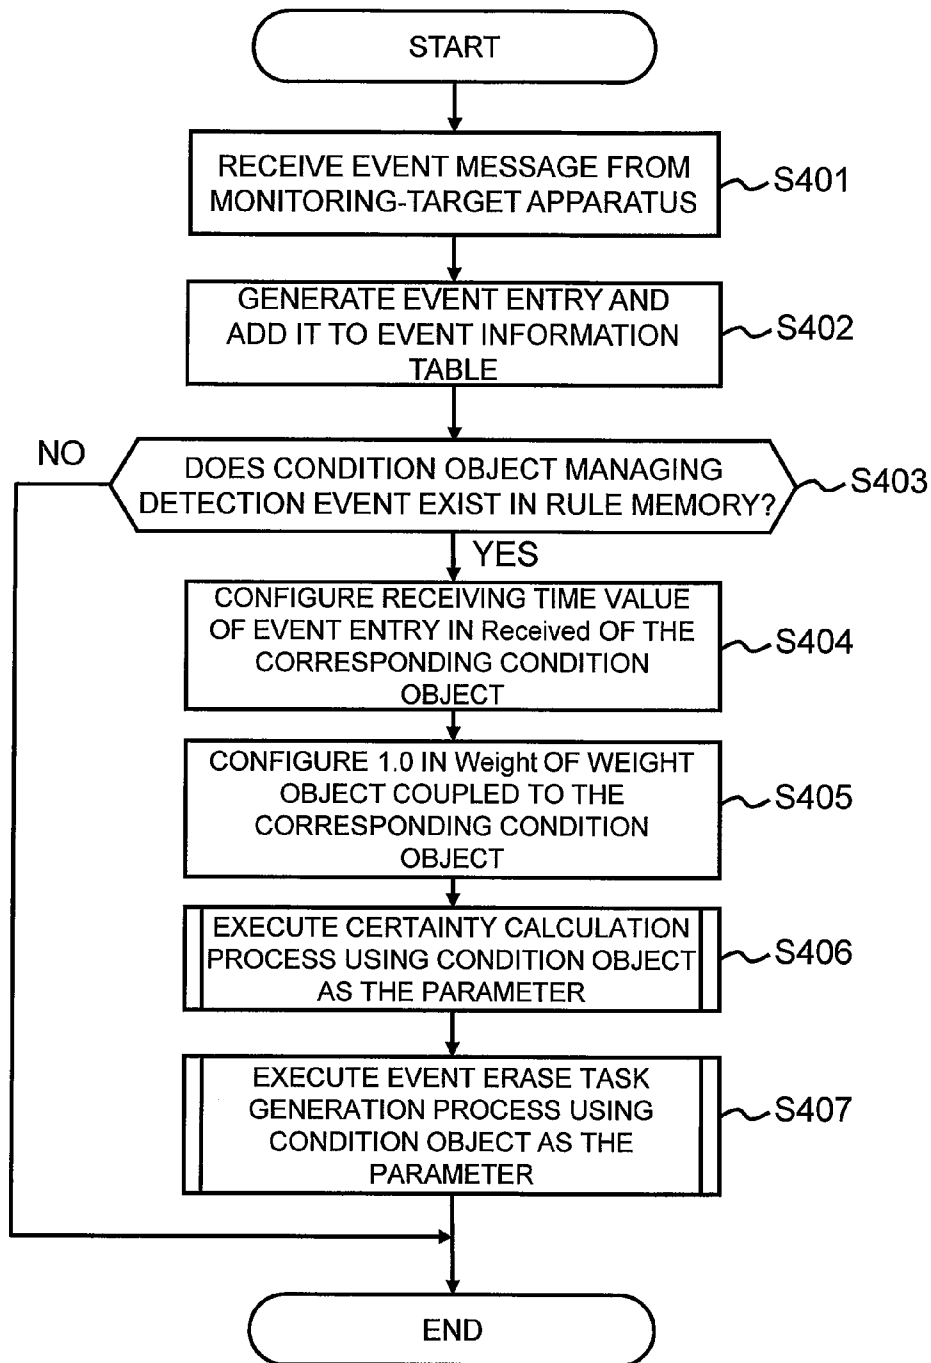 START
RECEIVE EVENT MESSAGE FROM
MONITORING-TARGET APPARATUS
S401
GENERATE EVENT ENTRY AND
ADD IT TO EVENT INFORMATION
TABLE
S402
NO
DOES CONDITION OBJECT MANAGING
DETECTION EVENT EXIST IN RULE MEMORY?
S403
YES
CONFIGURE RECEIVING TIME VALUE
OF EVENT ENTRY IN Received OF THE
CORRESPONDING CONDITION
OBJECT
S404
CONFIGURE 1.0 IN Weight OF WEIGHT
OBJECT COUPLED TO THE
CORRESPONDING CONDITION
OBJECT
S405
EXECUTE CERTAINTY CALCULATION
PROCESS USING CONDITION OBJECT
AS THE PARAMETER
S406
EXECUTE EVENT ERASE TASK
GENERATION PROCESS USING
CONDITION OBJECT AS THE
PARAMETER
S407
END